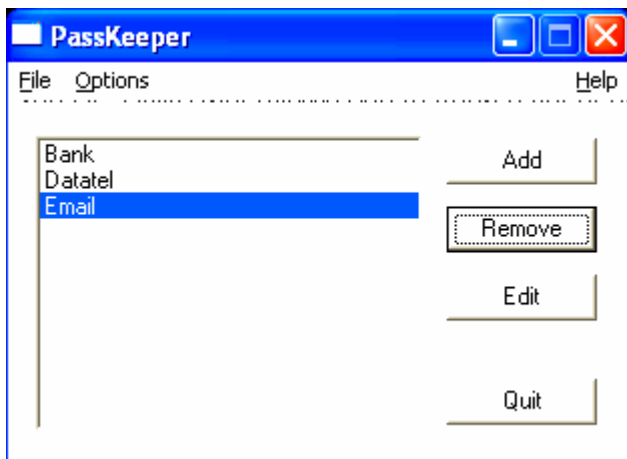 PassKeeper
File Options Help
Bank
Datatel
Email
Add
Remove
Edit
Quit